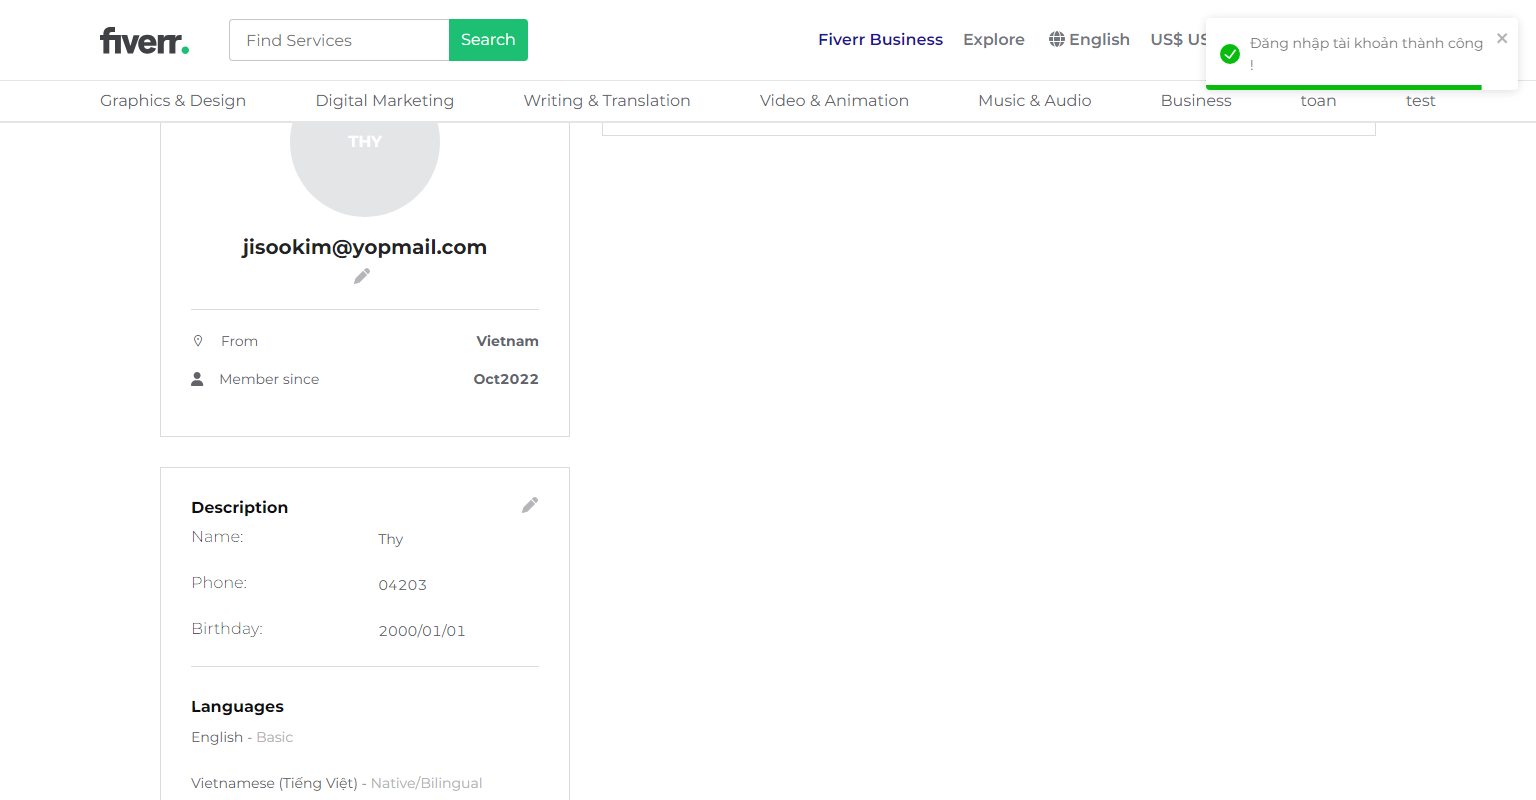 fiverr.
Find Services
Search
Fiverr Business
Explore
English
US$
Đăng nhập tài khoản thành công
!
Graphics & Design
Digital Marketing
Writing & Translation
Video & Animation
Music & Audio
Business
toan
test
THY
jisookim@yopmail.com
From Vietnam
Member since Oct2022
Description
Name: Thy
Phone: 04203
Birthday: 2000/01/01
Languages
English - Basic
Vietnamese (Tiếng Việt) - Native/Bilingual